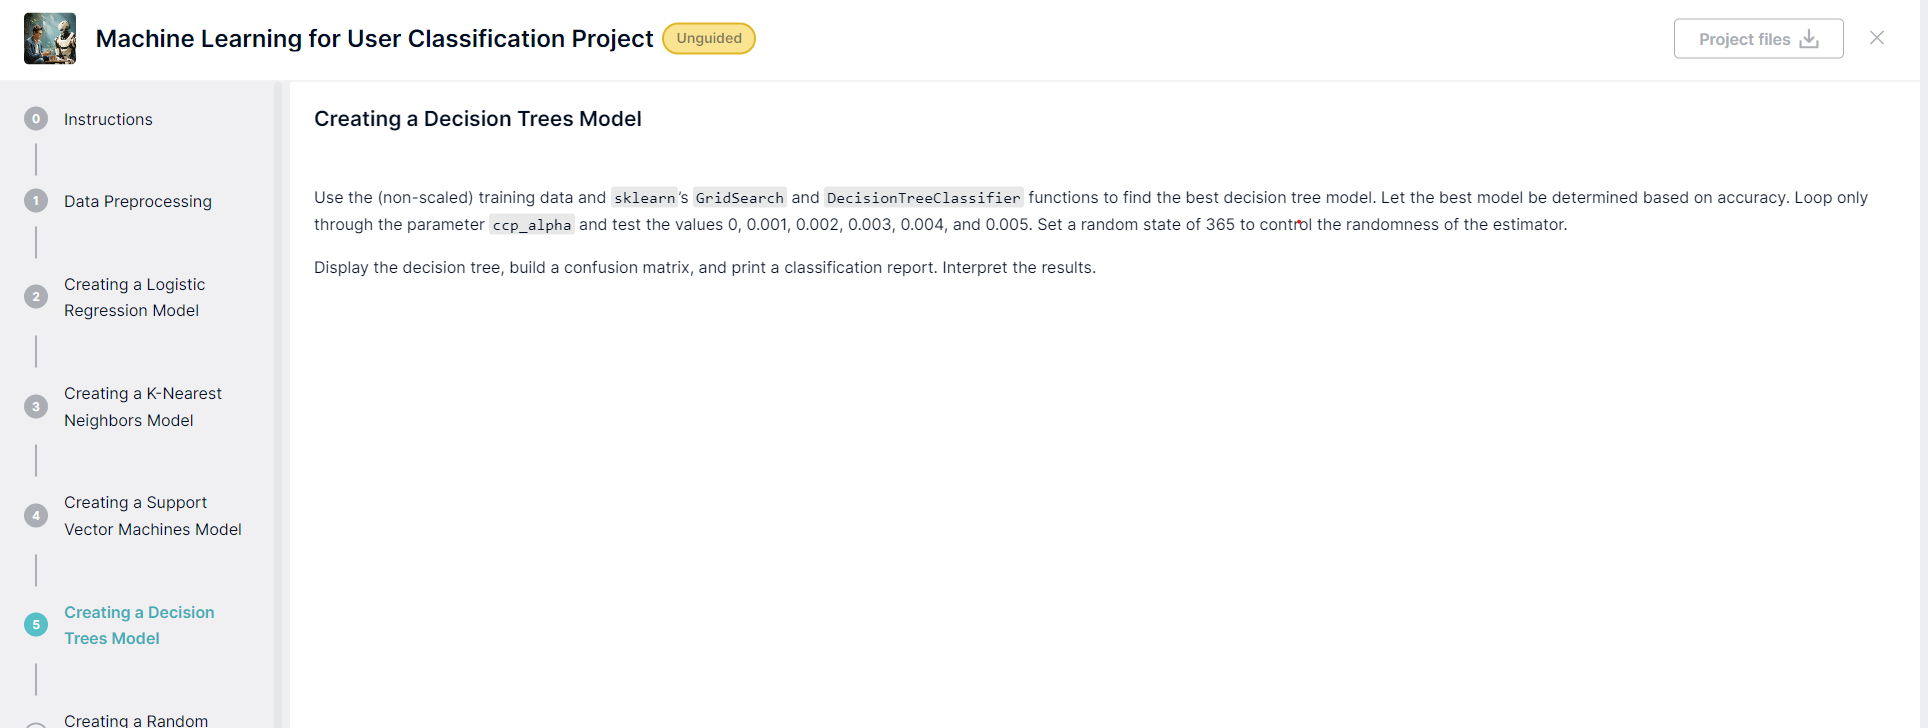 Machine Learning for User Classification Project
Unguided
Project files
0
Instructions
1
Data Preprocessing
2
Creating a Logistic
Regression Model
3
Creating a K-Nearest
Neighbors Model
4
Creating a Support
Vector Machines Model
5
Creating a Decision
Trees Model
Creating a Random
Creating a Decision Trees Model
Use the (non-scaled) training data and sklearn's GridSearch and DecisionTreeClassifier functions to find the best decision tree model. Let the best model be determined based on accuracy. Loop only
through the parameter ccp_alpha and test the values 0, 0.001, 0.002, 0.003, 0.004, and 0.005. Set a random state of 365 to control the randomness of the estimator.
Display the decision tree, build a confusion matrix, and print a classification report. Interpret the results.